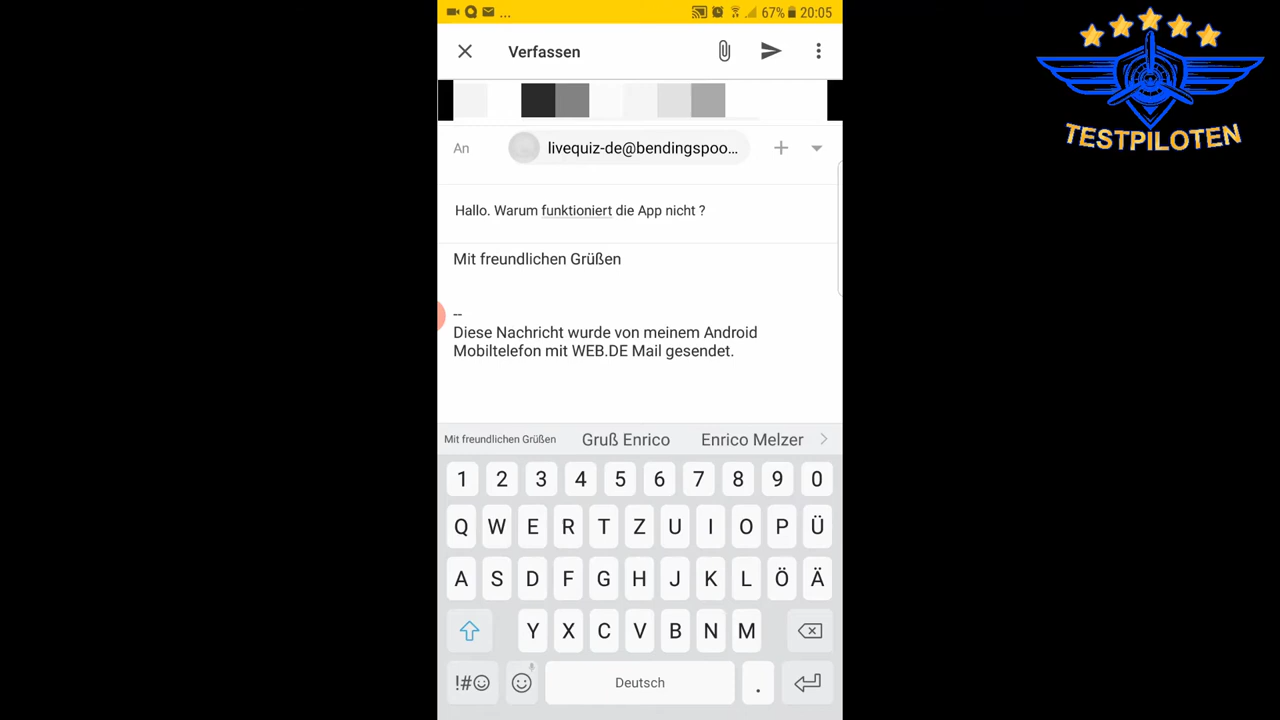 ... 67% 20:05
Verfassen
An livequiz-de@bendingspoo...
Hallo. Warum funktioniert die App nicht ?
Mit freundlichen Grüßen
--
Diese Nachricht wurde von meinem Android
Mobiltelefon mit WEB.DE Mail gesendet.
Mit freundlichen Grüßen Gruß Enrico Enrico Melzer
1 2 3 4 5 6 7 8 9 0
Q W E R T Z U I O P Ü
A S D F G H J K L Ö Ä
Y X C V B N M
!#☺ Deutsch .
TESTPILOTEN